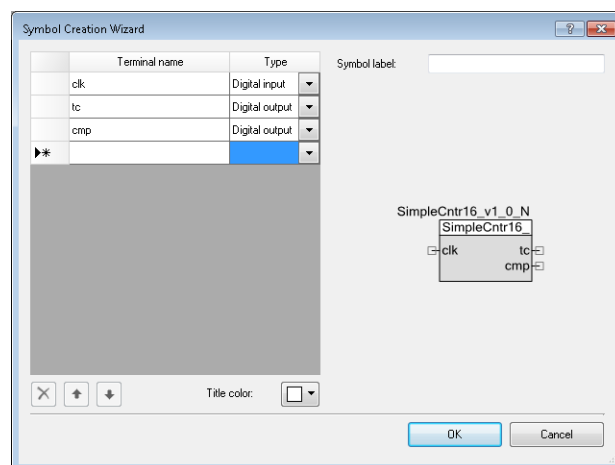 Symbol Creation Wizard
Terminal name Type
clk Digital input
tc Digital output
cmp Digital output
Symbol label:
SimpleCntr16_v1_0_N
SimpleCntr16_
clk tc
cmp
Title color:
OK Cancel